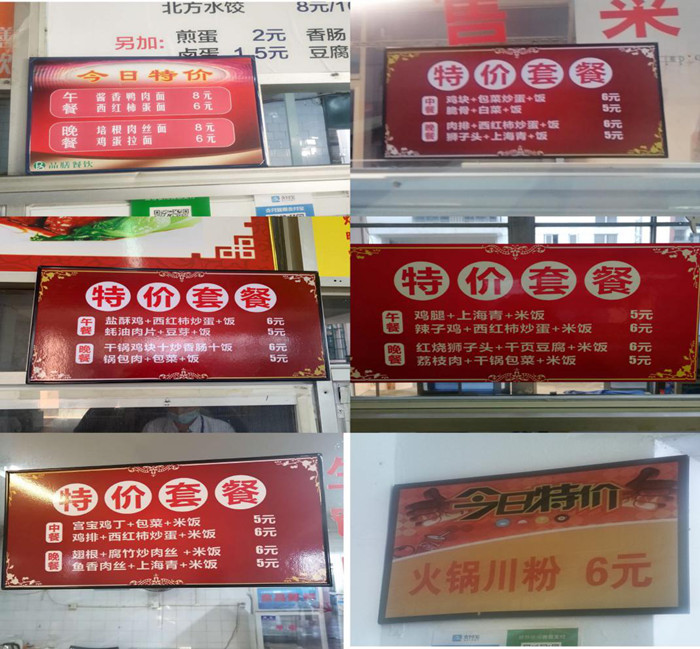 北方水饺 8元/10
另加: 煎蛋 2元 香肠
卤蛋 1.5元 豆腐
今日特价
午餐
酱香鸭肉面 8元
西红柿蛋面 6元
晚餐
培根肉丝面 8元
鸡蛋拉面 6元
品膳餐饮
售 米
特价套餐
中餐
鸡块+包菜炒蛋+饭 6元
脆骨+白菜+饭 5元
晚餐
肉排+西红柿炒蛋+饭 6元
狮子头+上海青+饭 5元
特价套餐
午餐
盐酥鸡+西红柿炒蛋+饭 6元
蚝油肉片+豆芽+饭 5元
晚餐
干锅鸡块十炒香肠十饭 6元
锅包肉+包菜+饭 5元
特价套餐
午餐
鸡腿+上海青+米饭 5元
辣子鸡+西红柿炒蛋+米饭 6元
晚餐
红烧狮子头+千页豆腐+米饭 6元
荔枝肉+干锅包菜+米饭 5元
特价套餐
中餐
宫宝鸡丁+包菜+米饭 5元
鸡排+西红柿炒蛋+米饭 6元
晚餐
翅根+腐竹炒肉丝 +米饭 6元
鱼香肉丝+上海青+米饭 5元
今日特价
火锅川粉 6元